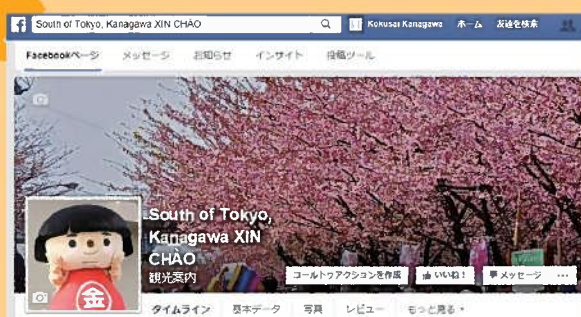 South of Tokyo, Kanagawa XIN CHÀO
Kokusai Kanagawa ホーム 友達を検索
Facebookページ メッセージ お知らせ インサイト 投稿ツール
South of Tokyo,
Kanagawa XIN
CHÀO
観光案内
コールトゥアクションを作成 いいね！ メッセージ ···
金
タイムライン 基本データ 写真 レビュー もっと見る